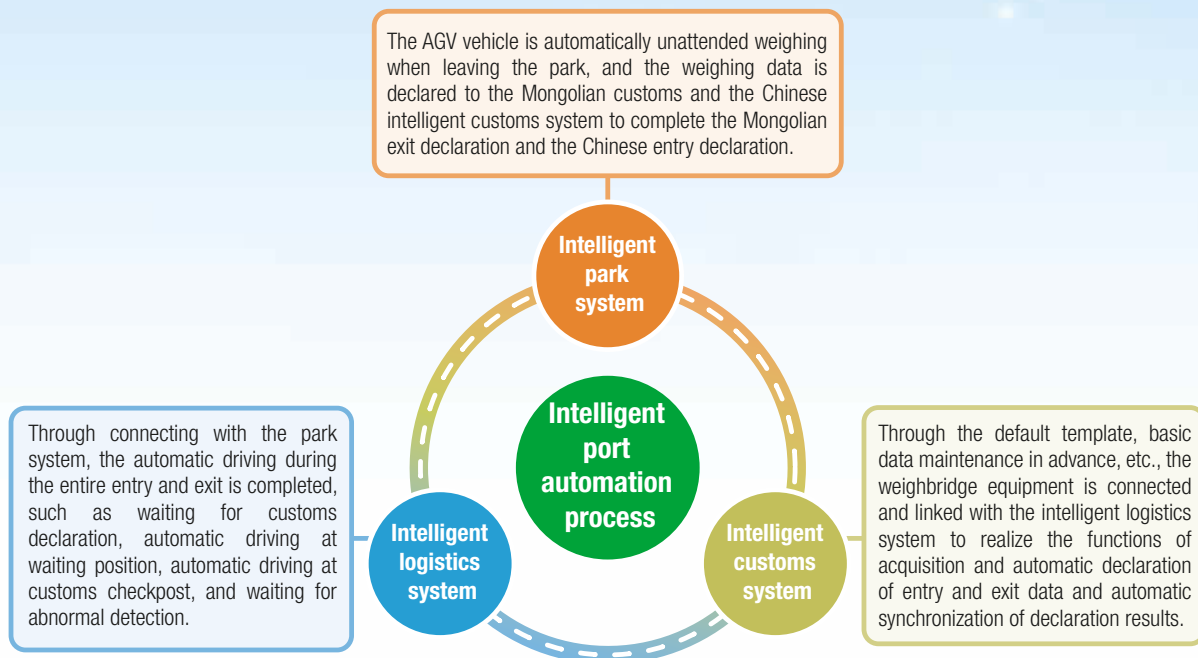 The AGV vehicle is automatically unattended weighing
when leaving the park, and the weighing data is
declared to the Mongolian customs and the Chinese
intelligent customs system to complete the Mongolian
exit declaration and the Chinese entry declaration.
Intelligent
park
system
Intelligent
port
automation
process
Through connecting with the park
system, the automatic driving during
the entire entry and exit is completed,
such as waiting for customs
declaration, automatic driving at
waiting position, automatic driving at
customs checkpost, and waiting for
abnormal detection.
Intelligent
logistics
system
Intelligent
customs
system
Through the default template, basic
data maintenance in advance, etc., the
weighbridge equipment is connected
and linked with the intelligent logistics
system to realize the functions of
acquisition and automatic declaration
of entry and exit data and automatic
synchronization of declaration results.